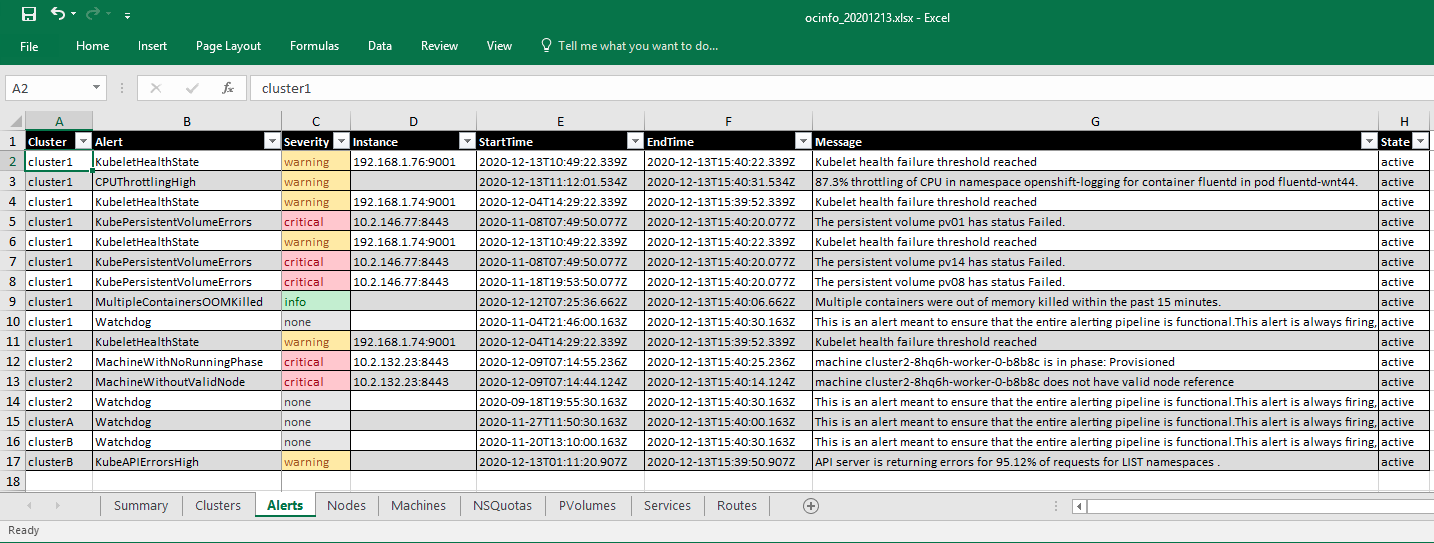 ocinfo_20201213.xlsx - Excel
File Home Insert Page Layout Formulas Data Review View Tell me what you want to do...
A2 fx cluster1
A B C D E F G H
1 Cluster Alert Severity Instance StartTime EndTime Message State
2 cluster1 KubeletHealthState warning 192.168.1.76:9001 2020-12-13T10:49:22.339Z 2020-12-13T15:40:22.339Z Kubelet health failure threshold reached active
3 cluster1 CPUThrottlingHigh warning 2020-12-13T11:12:01.534Z 2020-12-13T15:40:31.534Z 87.3% throttling of CPU in namespace openshift-logging for container fluentd in pod fluentd-wnt44. active
4 cluster1 KubeletHealthState warning 192.168.1.74:9001 2020-12-04T14:29:22.339Z 2020-12-13T15:39:52.339Z Kubelet health failure threshold reached active
5 cluster1 KubePersistentVolumeErrors critical 10.2.146.77:8443 2020-11-08T07:49:50.077Z 2020-12-13T15:40:20.077Z The persistent volume pv01 has status Failed. active
6 cluster1 KubeletHealthState warning 192.168.1.74:9001 2020-12-13T10:49:22.339Z 2020-12-13T15:40:22.339Z Kubelet health failure threshold reached active
7 cluster1 KubePersistentVolumeErrors critical 10.2.146.77:8443 2020-11-08T07:49:50.077Z 2020-12-13T15:40:20.077Z The persistent volume pv14 has status Failed. active
8 cluster1 KubePersistentVolumeErrors critical 10.2.146.77:8443 2020-11-18T19:53:50.077Z 2020-12-13T15:40:20.077Z The persistent volume pv08 has status Failed. active
9 cluster1 MultipleContainersOOMKilled info 2020-12-12T07:25:36.662Z 2020-12-13T15:40:06.662Z Multiple containers were out of memory killed within the past 15 minutes. active
10 cluster1 Watchdog none 2020-11-04T21:46:00.163Z 2020-12-13T15:40:30.163Z This is an alert meant to ensure that the entire alerting pipeline is functional.This alert is always firing, active
11 cluster1 KubeletHealthState warning 192.168.1.74:9001 2020-12-04T14:29:22.339Z 2020-12-13T15:39:52.339Z Kubelet health failure threshold reached active
12 cluster2 MachineWithNoRunningPhase critical 10.2.132.23:8443 2020-12-09T07:14:55.236Z 2020-12-13T15:40:25.236Z machine cluster2-8hq6h-worker-0-b8b8c is in phase: Provisioned active
13 cluster2 MachineWithoutValidNode critical 10.2.132.23:8443 2020-12-09T07:14:44.124Z 2020-12-13T15:40:14.124Z machine cluster2-8hq6h-worker-0-b8b8c does not have valid node reference active
14 cluster2 Watchdog none 2020-09-18T19:55:30.163Z 2020-12-13T15:40:30.163Z This is an alert meant to ensure that the entire alerting pipeline is functional.This alert is always firing, active
15 clusterA Watchdog none 2020-11-27T11:50:30.163Z 2020-12-13T15:40:00.163Z This is an alert meant to ensure that the entire alerting pipeline is functional.This alert is always firing, active
16 clusterB Watchdog none 2020-11-20T13:10:00.163Z 2020-12-13T15:40:30.163Z This is an alert meant to ensure that the entire alerting pipeline is functional.This alert is always firing, active
17 clusterB KubeAPIErrorsHigh warning 2020-12-13T01:11:20.907Z 2020-12-13T15:39:50.907Z API server is returning errors for 95.12% of requests for LIST namespaces . active
18
Summary Clusters Alerts Nodes Machines NSQuotas PVolumes Services Routes
Ready